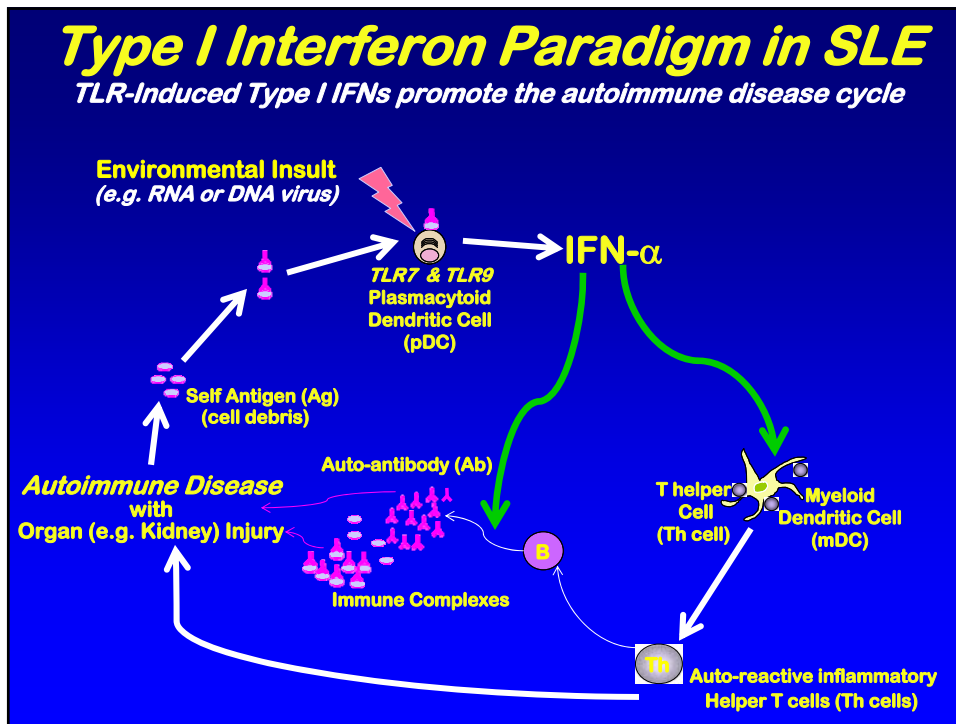 Type I Interferon Paradigm in SLE
TLR-Induced Type I IFNs promote the autoimmune disease cycle
Environmental Insult
(e.g. RNA or DNA virus)
IFN-α
TLR7 & TLR9
Plasmacytoid
Dendritic Cell
(pDC)
Self Antigen (Ag)
(cell debris)
Auto-antibody (Ab)
Autoimmune Disease
with
Organ (e.g. Kidney) Injury
T helper
Cell
(Th cell)
Myeloid
Dendritic Cell
(mDC)
B
Immune Complexes
Th
Auto-reactive inflammatory
Helper T cells (Th cells)